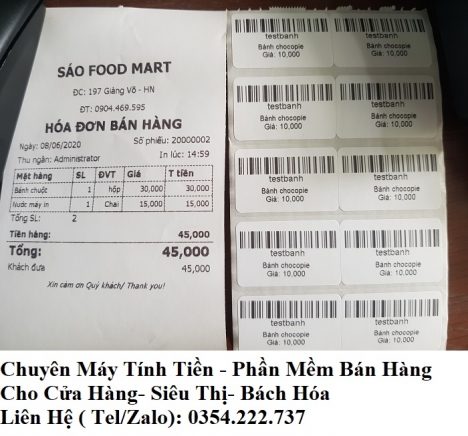 SÁO FOOD MART
ĐC: 197 Giảng Võ - HN
ĐT: 0904.469.595
HÓA ĐƠN BÁN HÀNG
Ngày: 08/06/2020 Số phiếu: 20000002
Thu ngân: Administrator In lúc: 14:59
Mặt hàng SL ĐVT Giá T tiền
Bánh chuột 1 hộp 30,000 30,000
Nước máy in 1 Chai 15,000 15,000
Tổng SL: 2
Tiền hàng: 45,000
Tổng: 45,000
Khách đưa 45,000
Xin cảm ơn Quý khách/ Thank you!
testbanh
Bánh chocopie
Giá: 10,000
testbanh
Bánh chocopie
Giá: 10,000
testbanh
Bánh chocopie
Giá: 10,000
testbanh
Bánh chocopie
Giá: 10,000
testbanh
Bánh chocopie
Giá: 10,000
testbanh
Bánh chocopie
Giá: 10,000
testbanh
Bánh chocopie
Giá: 10,000
testbanh
Bánh chocopie
Giá: 10,000
testbanh
Bánh chocopie
Giá: 10,000
testbanh
Bánh chocopie
Giá: 10,000
Chuyên Máy Tính Tiền - Phần Mềm Bán Hàng
Cho Cửa Hàng- Siêu Thị- Bách Hóa
Liên Hệ ( Tel/Zalo): 0354.222.737